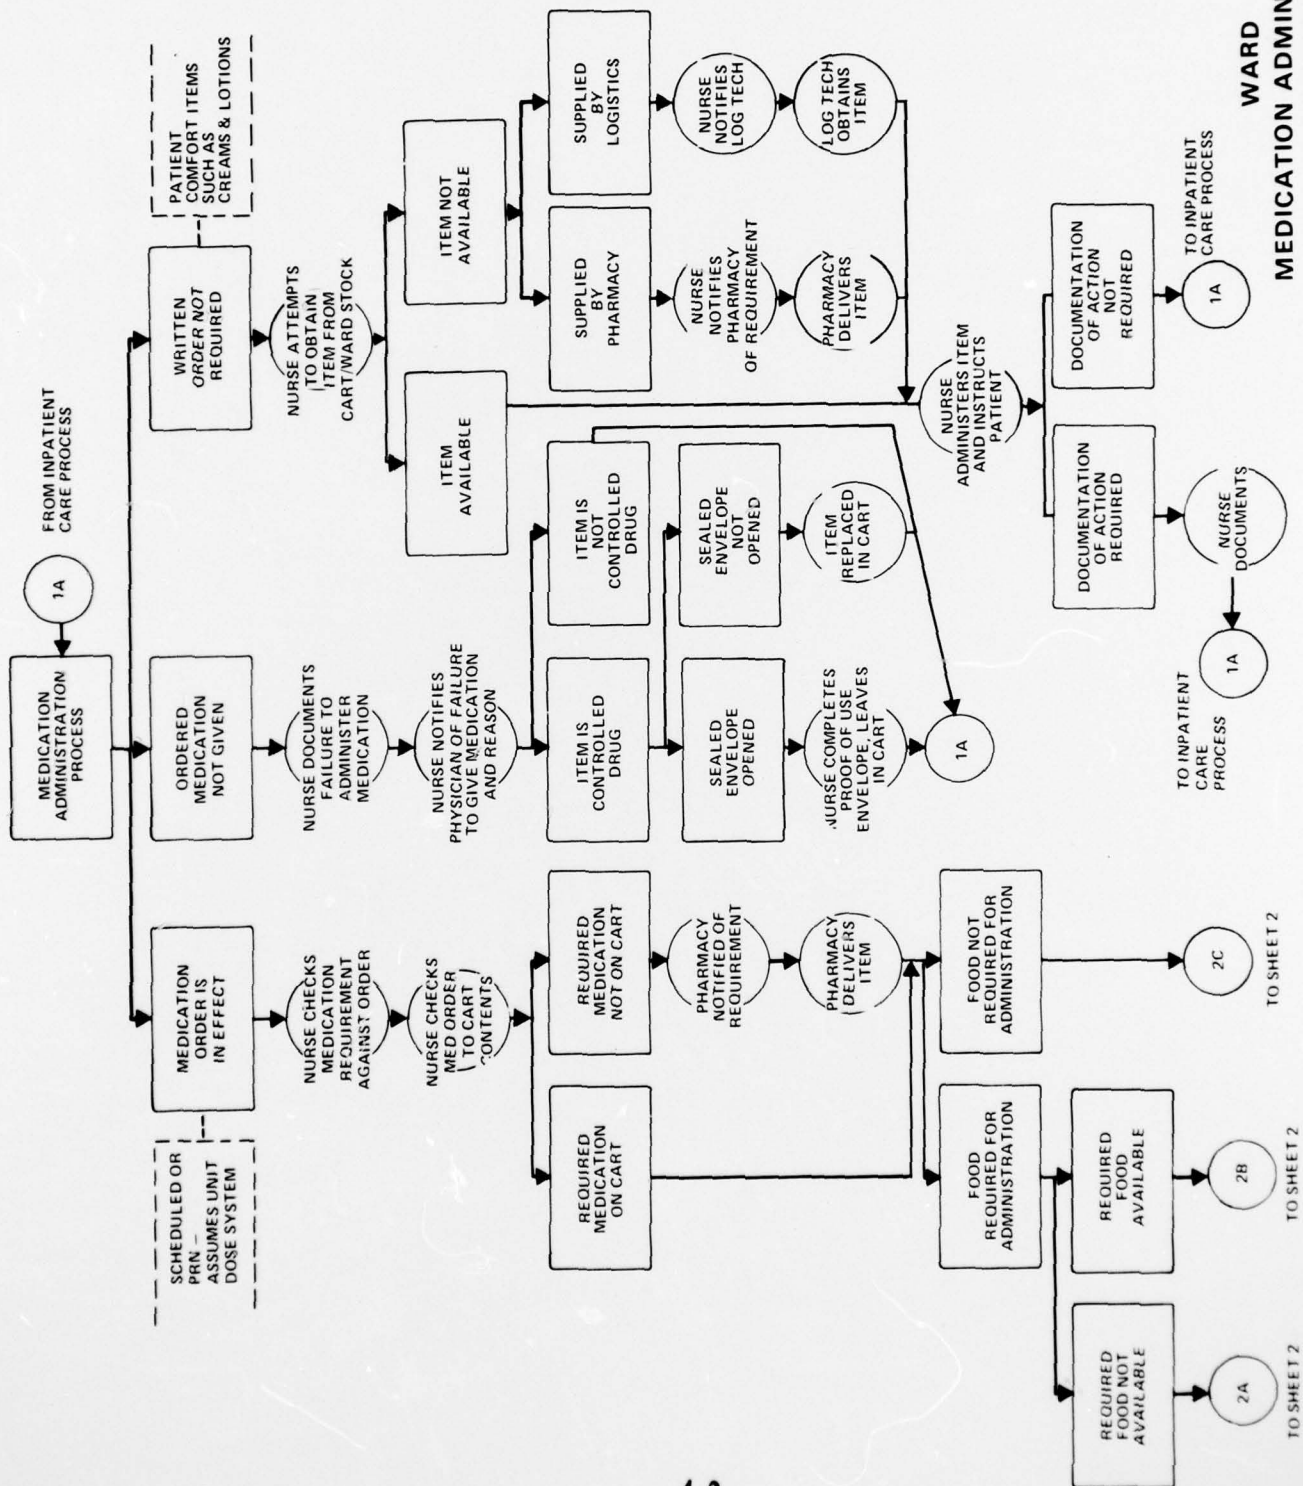 MEDICATION
ADMINISTRATION
PROCESS
1A
FROM INPATIENT
CARE PROCESS
SCHEDULED OR
PRN –
ASSUMES UNIT
DOSE SYSTEM
MEDICATION
ORDER IS
IN EFFECT
ORDERED
MEDICATION
NOT GIVEN
WRITTEN
ORDER NOT
REQUIRED
PATIENT
COMFORT ITEMS
SUCH AS
CREAMS & LOTIONS
NURSE CHECKS
MEDICATION
REQUIREMENT
AGAINST ORDER
NURSE DOCUMENTS
FAILURE TO
ADMINISTER
MEDICATION
NURSE ATTEMPTS
TO OBTAIN
ITEM FROM
CART/WARD STOCK
NURSE CHECKS
MED ORDER
TO CART
CONTENTS
NURSE NOTIFIES
PHYSICIAN OF FAILURE
TO GIVE MEDICATION
AND REASON
ITEM
AVAILABLE
ITEM NOT
AVAILABLE
REQUIRED
MEDICATION
ON CART
REQUIRED
MEDICATION
NOT ON CART
ITEM IS
CONTROLLED
DRUG
ITEM IS
NOT
CONTROLLED
DRUG
SUPPLIED
BY
PHARMACY
SUPPLIED
BY
LOGISTICS
PHARMACY
NOTIFIED OF
REQUIREMENT
SEALED
ENVELOPE
OPENED
SEALED
ENVELOPE
NOT
OPENED
NURSE
NOTIFIES
PHARMACY
OF REQUIREMENT
NURSE
NOTIFIES
LOG TECH
PHARMACY
DELIVERS
ITEM
NURSE COMPLETES
PROOF OF USE
ENVELOPE, LEAVES
IN CART
ITEM
REPLACED
IN CART
PHARMACY
DELIVERS
ITEM
LOG TECH
OBTAINS
ITEM
FOOD
REQUIRED FOR
ADMINISTRATION
FOOD NOT
REQUIRED FOR
ADMINISTRATION
1A
NURSE
ADMINISTERS ITEM
AND INSTRUCTS
PATIENT
REQUIRED
FOOD NOT
AVAILABLE
REQUIRED
FOOD
AVAILABLE
DOCUMENTATION
OF ACTION
REQUIRED
DOCUMENTATION
OF ACTION
NOT
REQUIRED
2A
TO SHEET 2
2B
TO SHEET 2
2C
TO SHEET 2
TO INPATIENT
CARE
PROCESS
1A
NURSE
DOCUMENTS
1A
TO INPATIENT
CARE PROCESS
WARD
MEDICATION ADMIN